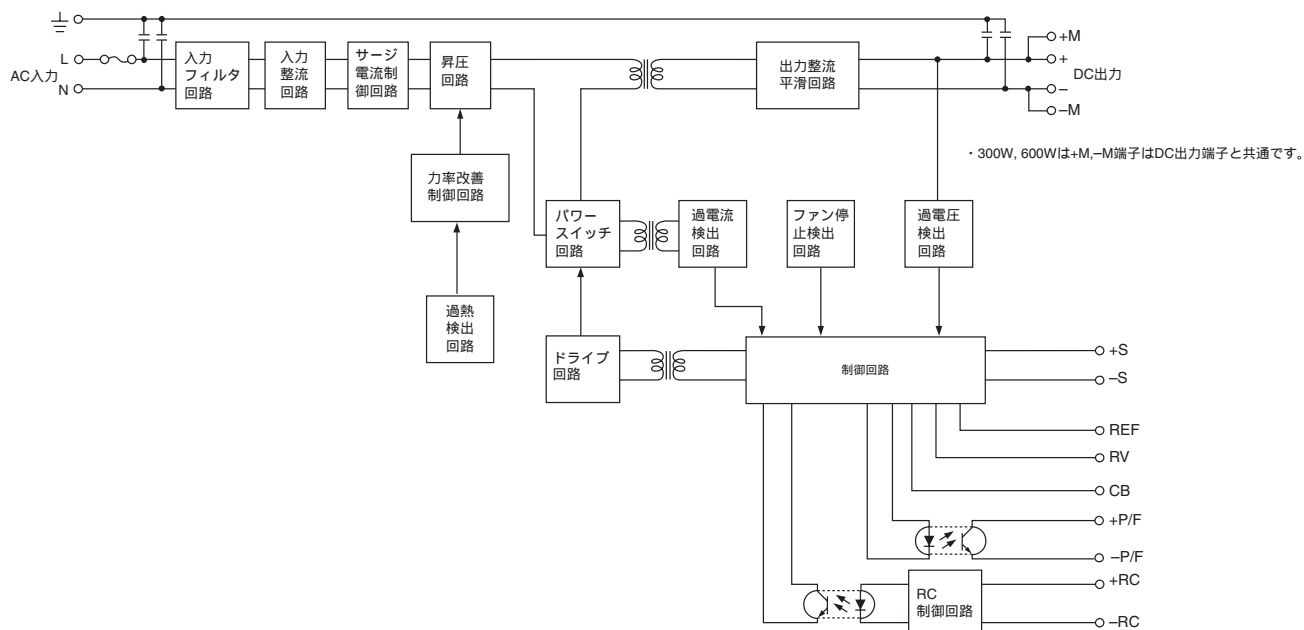 L
AC入力
N
入力
フィルタ
回路
入力
整流
回路
サージ
電流制
御回路
昇圧
回路
出力整流
平滑回路
+M
+
DC出力
–
–M
・300W, 600Wは+M,–M端子はDC出力端子と共通です。
力率改善
制御回路
パワー
スイッチ
回路
過電流
検出
回路
ファン停
止検出
回路
過電圧
検出
回路
過熱
検出
回路
ドライブ
回路
制御回路
+S
–S
REF
RV
CB
+P/F
–P/F
RC
制御回路
+RC
–RC